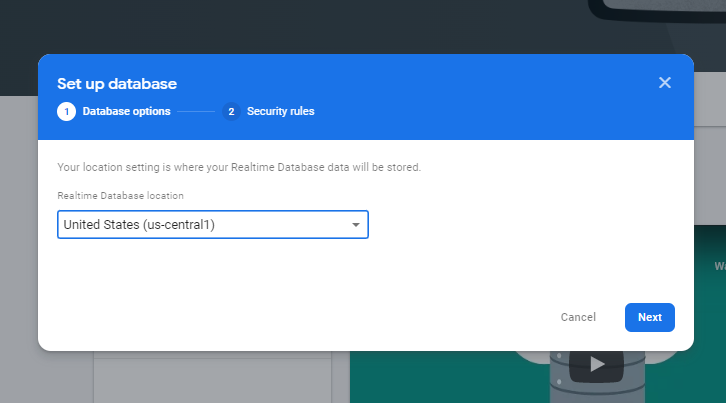 Set up database
1 Database options
2 Security rules
Your location setting is where your Realtime Database data will be stored.
Realtime Database location
United States (us-central1)
Cancel
Next